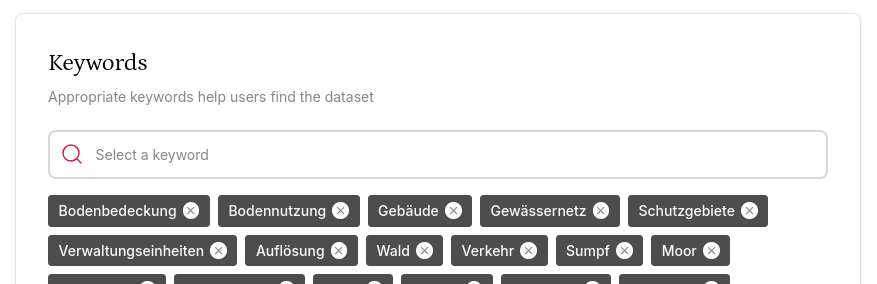 Keywords
Appropriate keywords help users find the dataset
Select a keyword
Bodenbedeckung Bodennutzung Gebäude Gewässernetz Schutzgebiete
Verwaltungseinheiten Auflösung Wald Verkehr Sumpf Moor